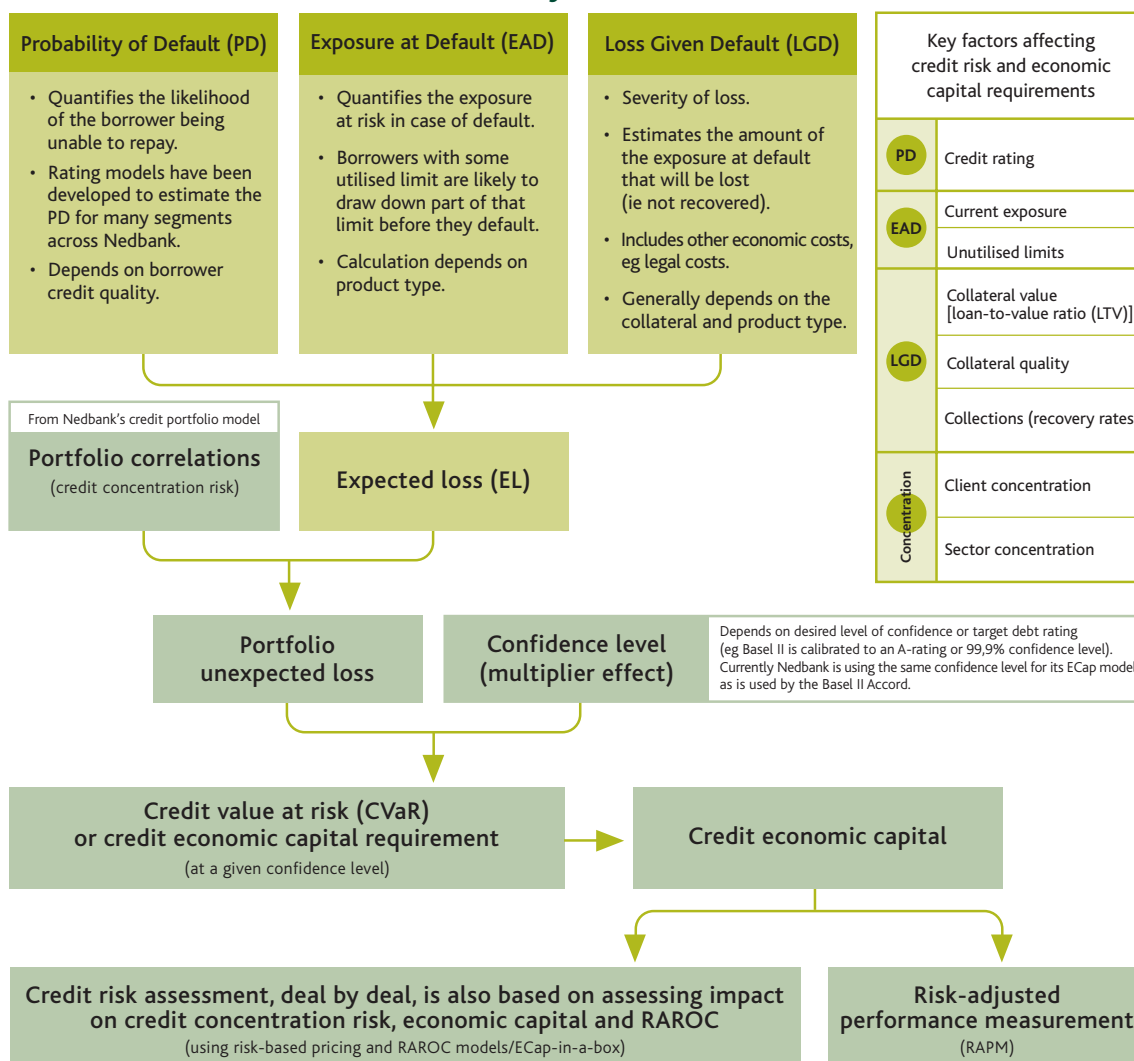 Probability of Default (PD)
• Quantifies the likelihood
of the borrower being
unable to repay.
• Rating models have been
developed to estimate the
PD for many segments
across Nedbank.
• Depends on borrower
credit quality.
Exposure at Default (EAD)
• Quantifies the exposure
at risk in case of default.
• Borrowers with some
utilised limit are likely to
draw down part of that
limit before they default.
• Calculation depends on
product type.
Loss Given Default (LGD)
• Severity of loss.
• Estimates the amount of
the exposure at default
that will be lost
(ie not recovered).
• Includes other economic costs,
eg legal costs.
• Generally depends on the
collateral and product type.
Key factors affecting
credit risk and economic
capital requirements
PD
Credit rating
EAD
Current exposure
Unutilised limits
LGD
Collateral value
[loan-to-value ratio (LTV)]
Collateral quality
Collections (recovery rates
Concentration
Client concentration
Sector concentration
From Nedbank's credit portfolio model
Portfolio correlations
(credit concentration risk)
Expected loss (EL)
Portfolio
unexpected loss
Confidence level
(multiplier effect)
Depends on desired level of confidence or target debt rating
(eg Basel II is calibrated to an A-rating or 99,9% confidence level).
Currently Nedbank is using the same confidence level for its ECap model
as is used by the Basel II Accord.
Credit value at risk (CVaR)
or credit economic capital requirement
(at a given confidence level)
Credit economic capital
Credit risk assessment, deal by deal, is also based on assessing impact
on credit concentration risk, economic capital and RAROC
(using risk-based pricing and RAROC models/ECap-in-a-box)
Risk-adjusted
performance measurement
(RAPM)